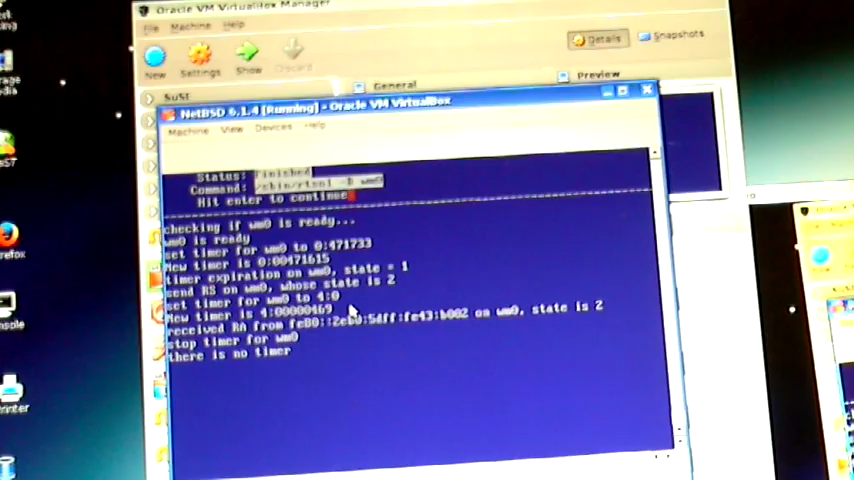 Oracle VM VirtualBox Manager
File Machine Help
New Settings Show Discard
Details Snapshots
SuSE
General
Preview
NetBSD 6.1.4 [Running] - Oracle VM VirtualBox
Machine View Devices Help
Status: Finished
Command: /sbin/rtsol -D wm0
Hit enter to continue
checking if wm0 is ready...
wm0 is ready
set timer for wm0 to 0:471733
New timer is 0:00471615
timer expiration on wm0, state = 1
send RS on wm0, whose state is 2
set timer for wm0 to 4:0
New timer is 4:00000469
received RA from fe80::2eb0:5dff:fe43:b002 on wm0, state is 2
stop timer for wm0
there is no timer